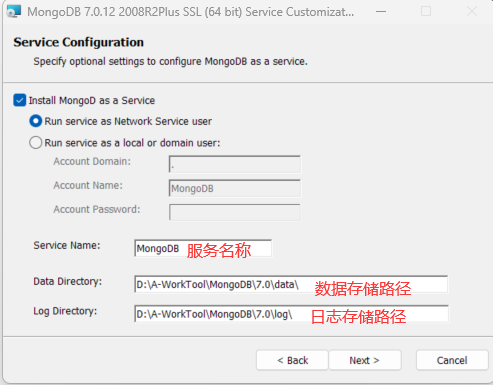 MongoDB 7.0.12 2008R2Plus SSL (64 bit) Service Customizat...
Service Configuration
Specify optional settings to configure MongoDB as a service.
Install MongoD as a Service
Run service as Network Service user
Run service as a local or domain user:
Account Domain: .
Account Name: MongoDB
Account Password:
Service Name: MongoDB 服务名称
Data Directory: D:\A-WorkTool\MongoDB\7.0\data\ 数据存储路径
Log Directory: D:\A-WorkTool\MongoDB\7.0\log\ 日志存储路径
< Back Next > Cancel